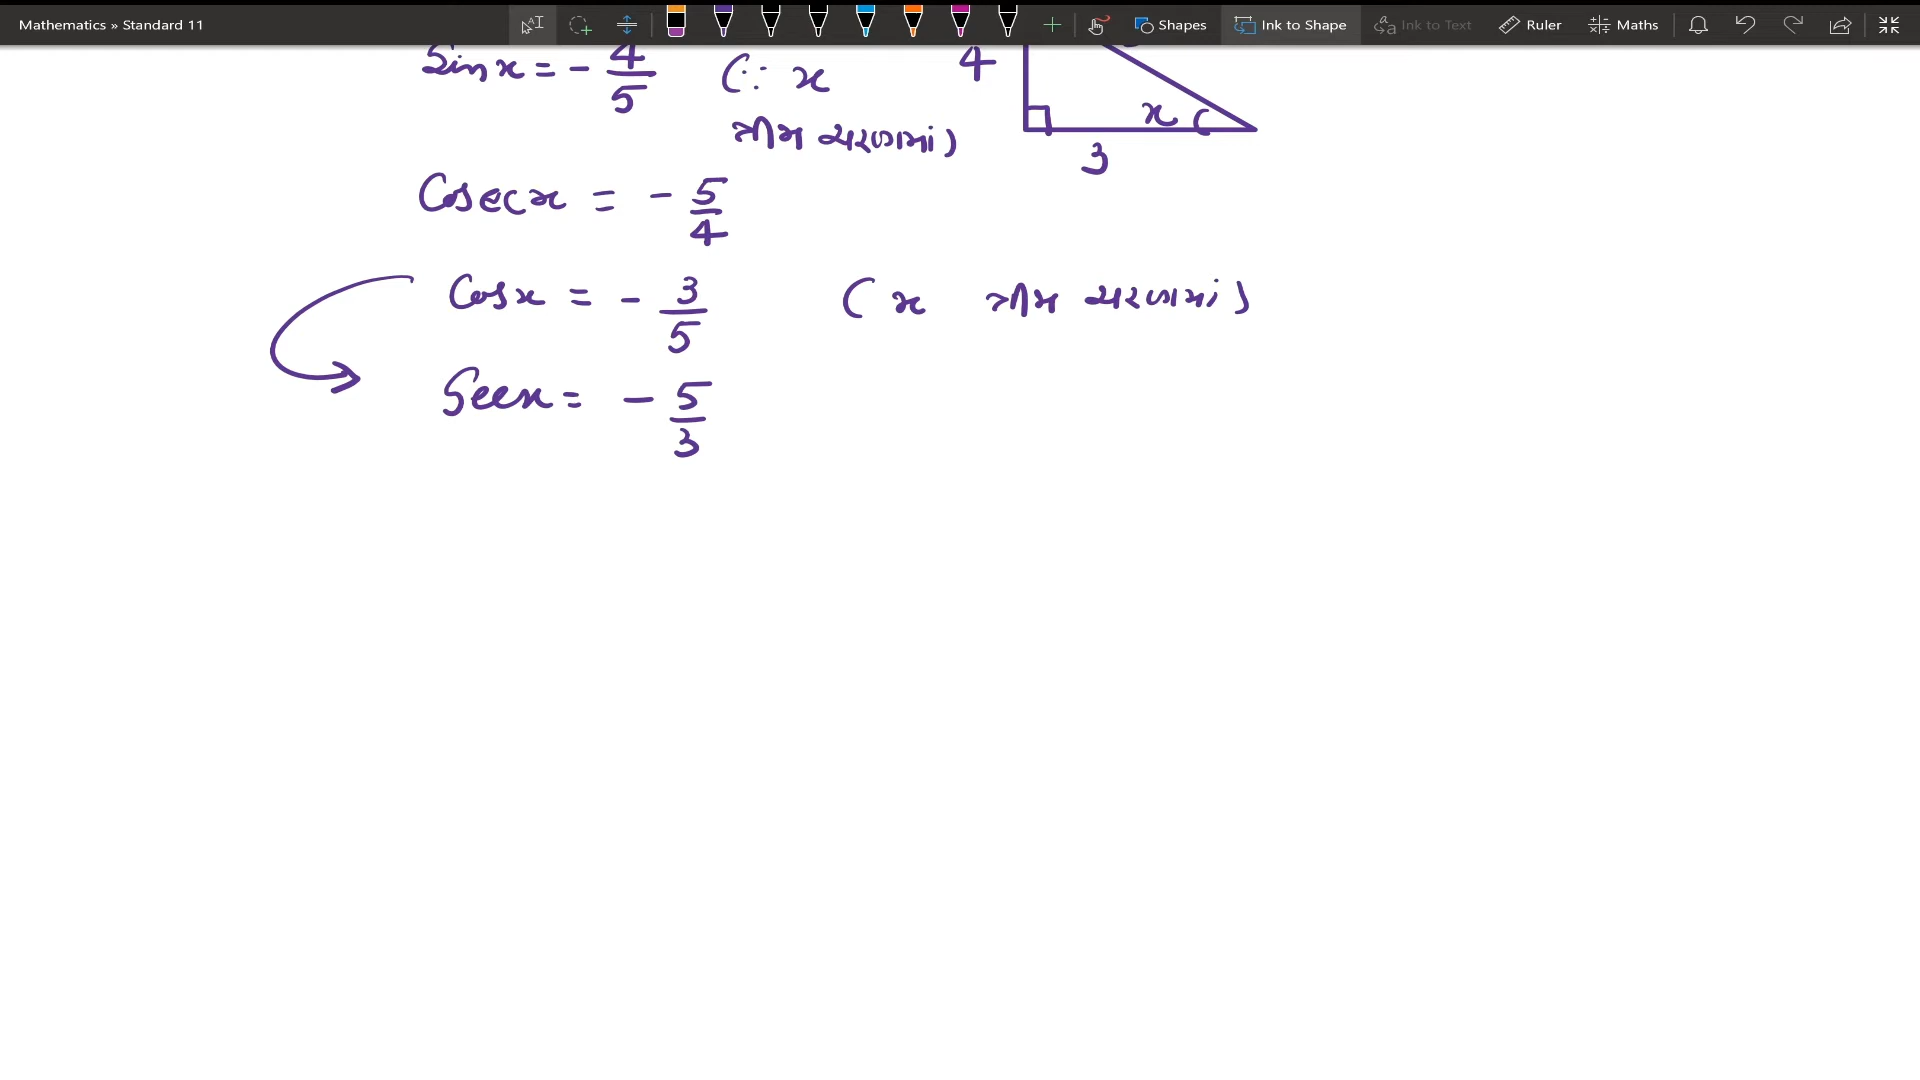 Mathematics » Standard 11
Shapes
Ink to Shape
Ink to Text
Ruler
Maths
Sin x = - 4/5 (∵ x
ત્રીજા ચરણમાં)
4
x
3
Cosec x = - 5/4
Cos x = - 3/5 ( x ત્રીજા ચરણમાં )
Sec x = - 5/3